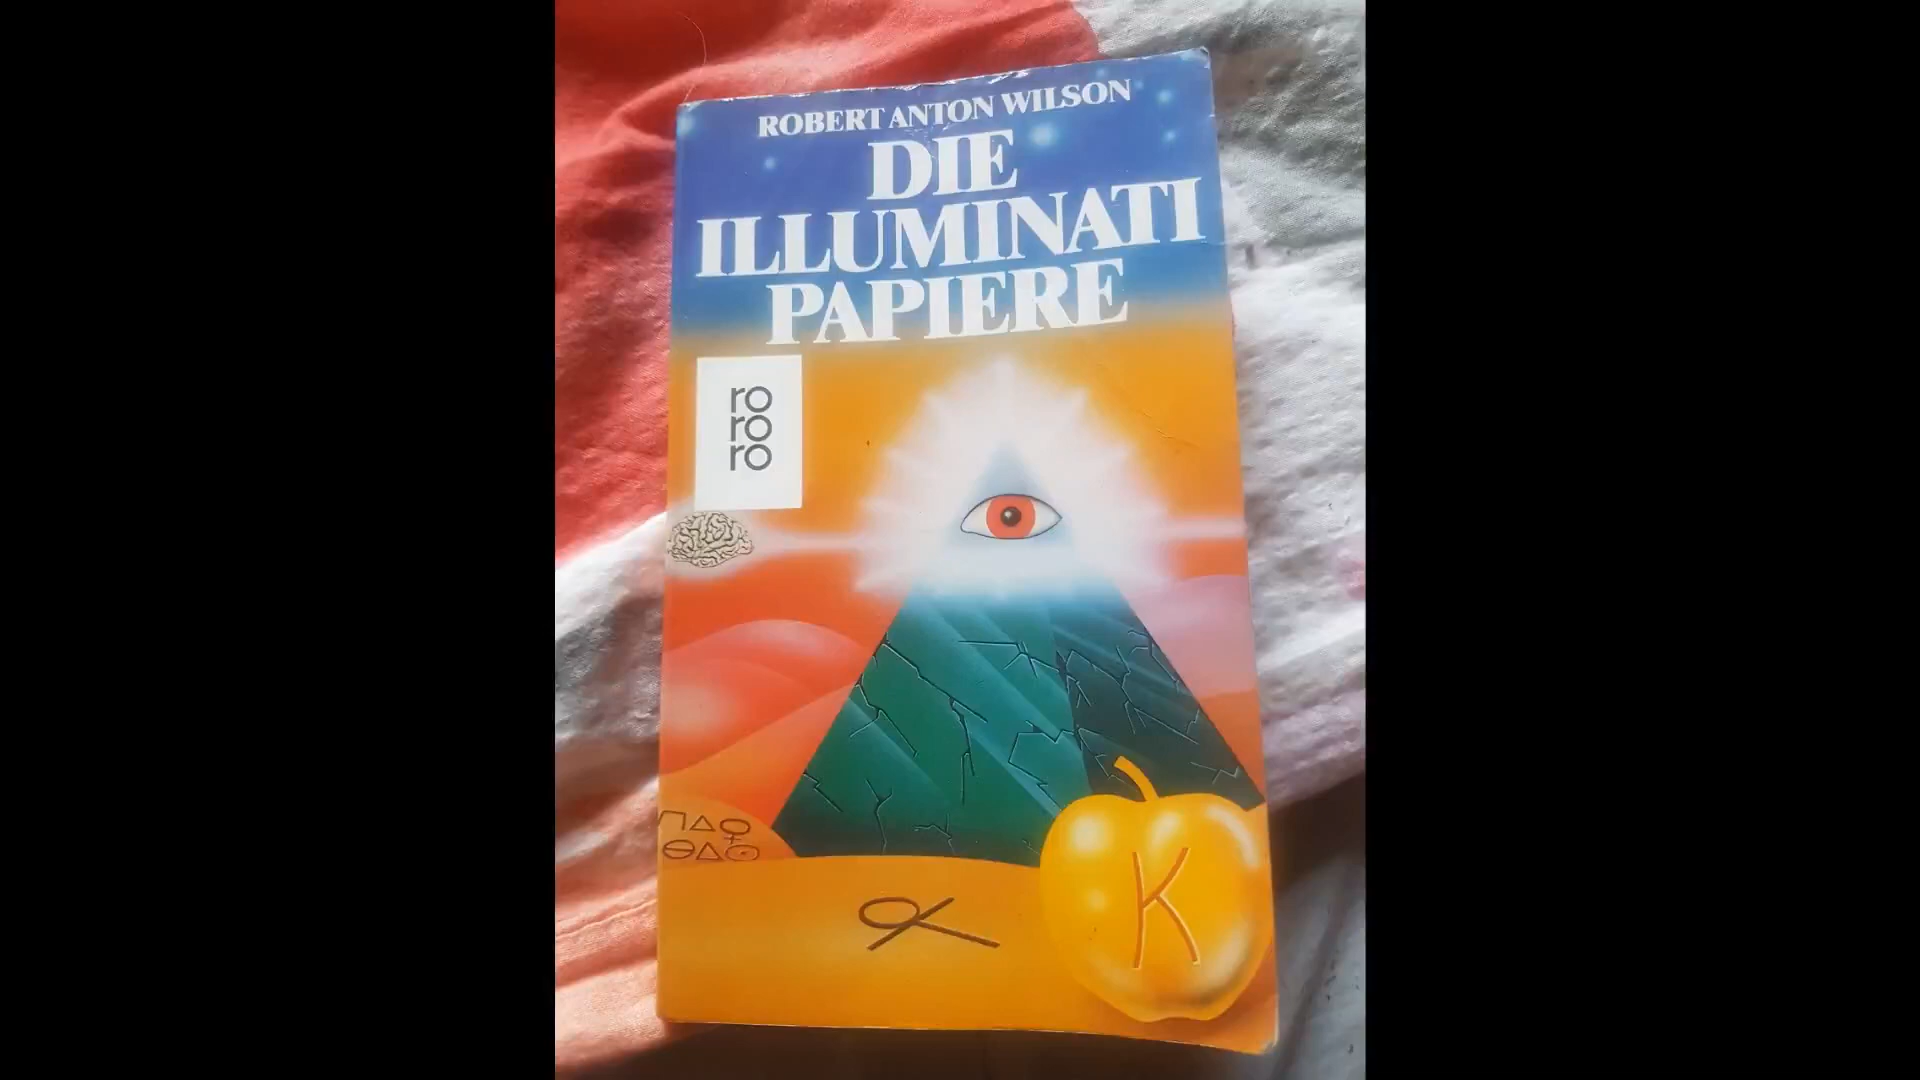 ROBERT ANTON WILSON
DIE
ILLUMINATI
PAPIERE
ro
ro
ro
K